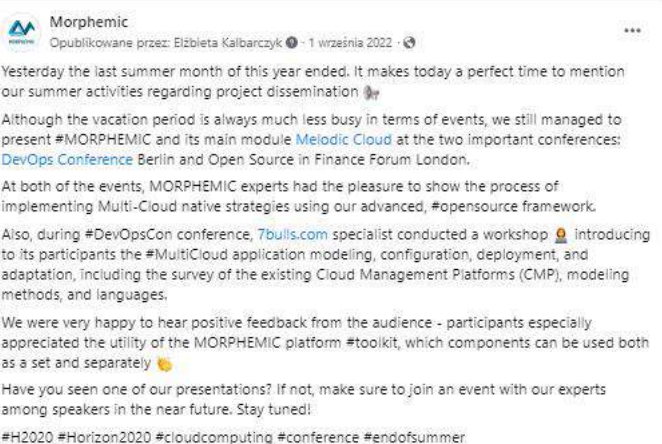 Morphemic
Opublikowane przez: Elżbieta Kalbarczyk · 1 września 2022 ·
Yesterday the last summer month of this year ended. It makes today a perfect time to mention
our summer activities regarding project dissemination
Although the vacation period is always much less busy in terms of events, we still managed to
present #MORPHEMIC and its main module Melodic Cloud at the two important conferences:
DevOps Conference Berlin and Open Source in Finance Forum London.
At both of the events, MORPHEMIC experts had the pleasure to show the process of
implementing Multi-Cloud native strategies using our advanced, #opensource framework.
Also, during #DevOpsCon conference, 7bulls.com specialist conducted a workshop 👩‍🏫 introducing
to its participants the #MultiCloud application modeling, configuration, deployment, and
adaptation, including the survey of the existing Cloud Management Platforms (CMP), modeling
methods, and languages.
We were very happy to hear positive feedback from the audience - participants especially
appreciated the utility of the MORPHEMIC platform #toolkit, which components can be used both
as a set and separately 👏
Have you seen one of our presentations? If not, make sure to join an event with our experts
among speakers in the near future. Stay tuned!
#H2020 #Horizon2020 #cloudcomputing #conference #endofsummer